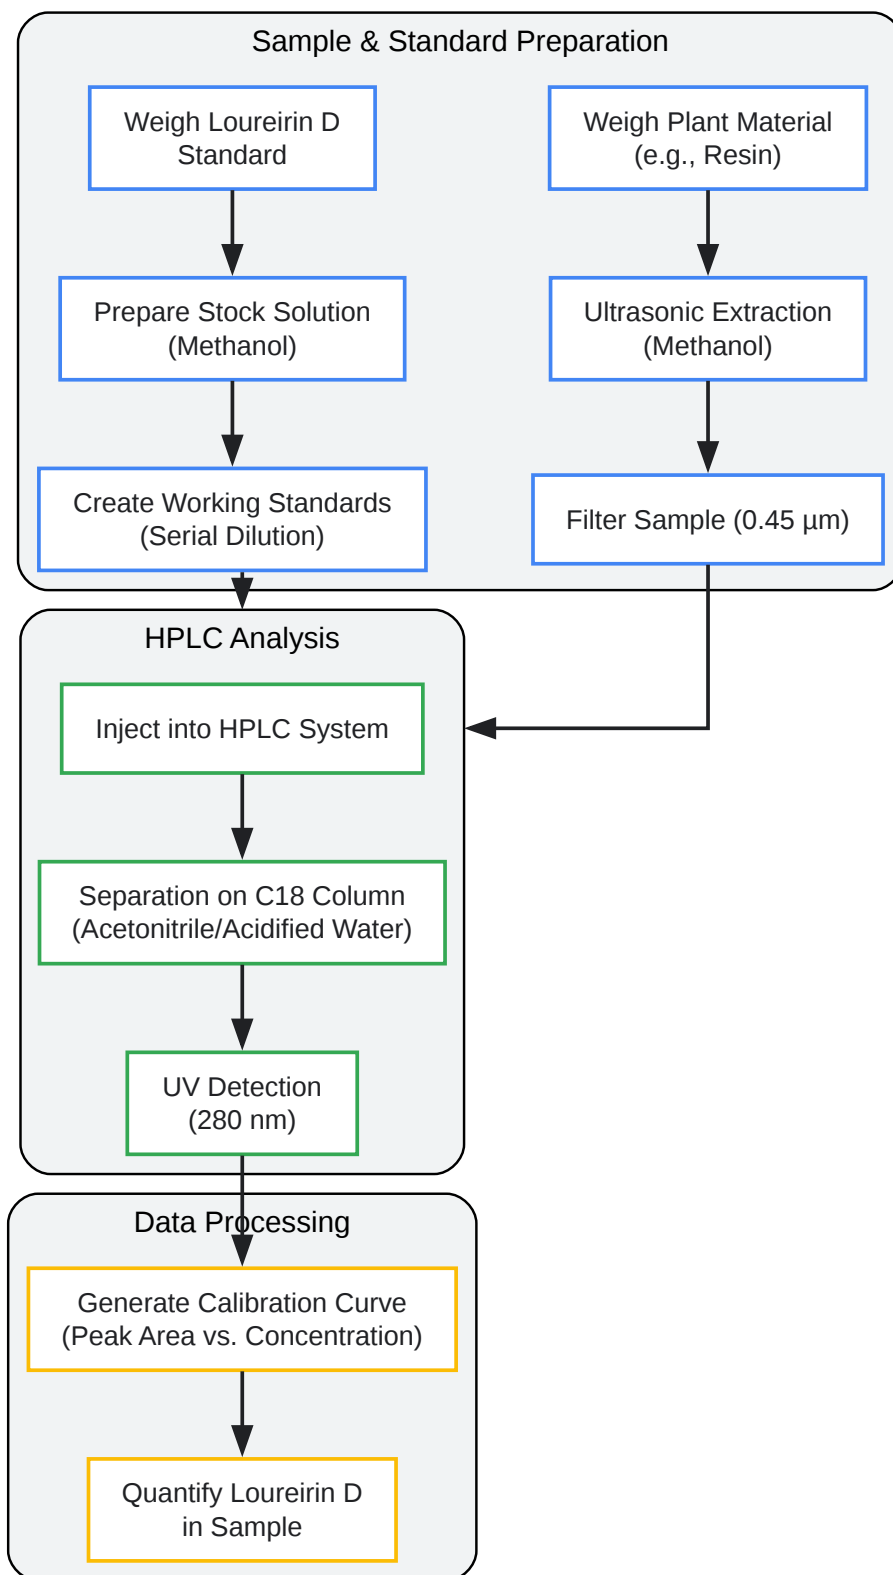 Sample & Standard Preparation
Weigh Loureirin D
Standard
Weigh Plant Material
(e.g., Resin)
Prepare Stock Solution
(Methanol)
Ultrasonic Extraction
(Methanol)
Create Working Standards
(Serial Dilution)
Filter Sample (0.45 µm)
HPLC Analysis
Inject into HPLC System
Separation on C18 Column
(Acetonitrile/Acidified Water)
UV Detection
(280 nm)
Data Processing
Generate Calibration Curve
(Peak Area vs. Concentration)
Quantify Loureirin D
in Sample